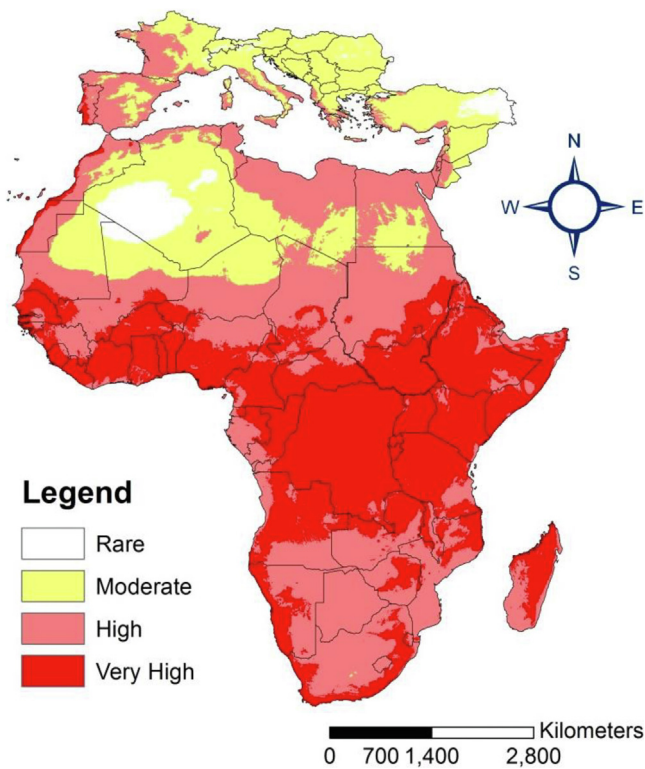 N
W E
S
Legend
Rare
Moderate
High
Very High
Kilometers
0 700 1,400 2,800